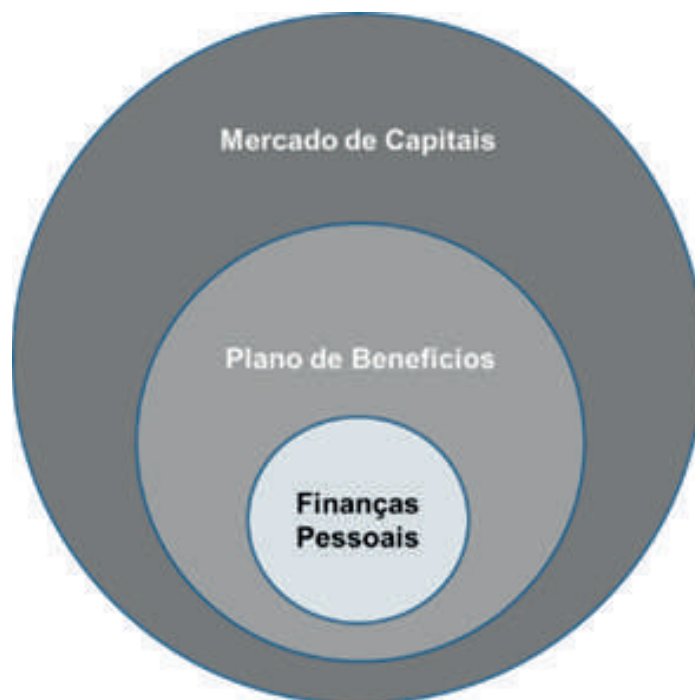 Mercado de Capitais
Plano de Benefícios
Finanças
Pessoais